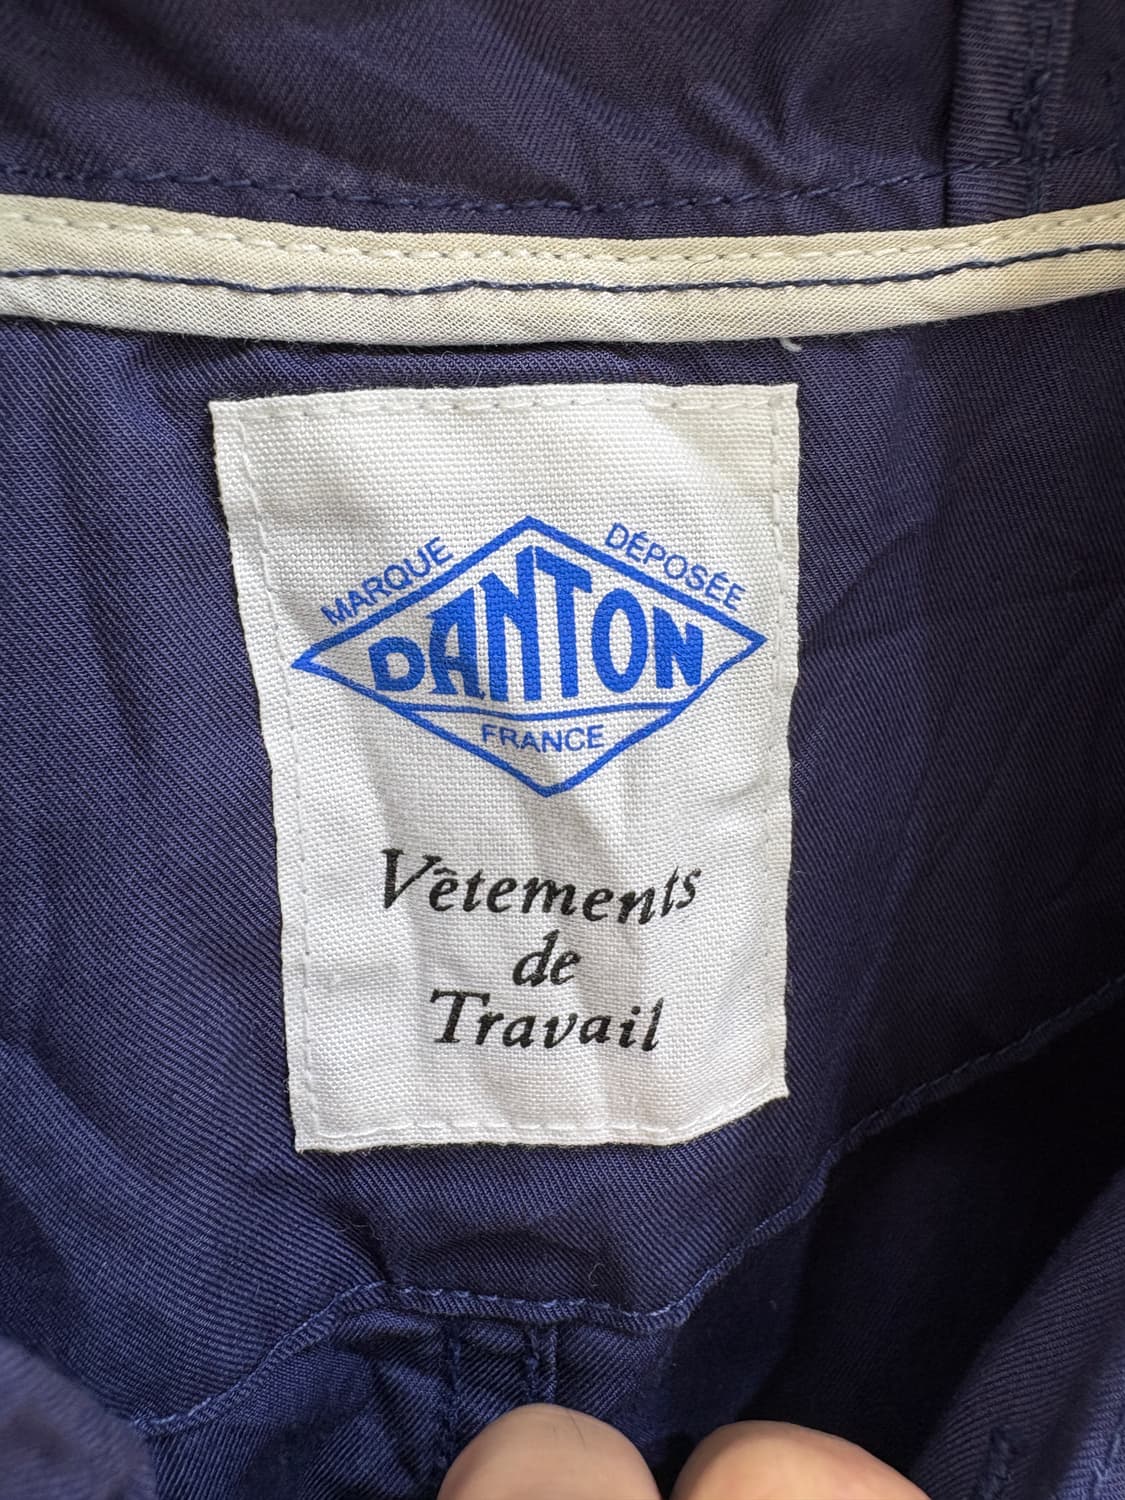 MARQUE DÉPOSÉE
DANTON
FRANCE
Vêtements
de
Travail